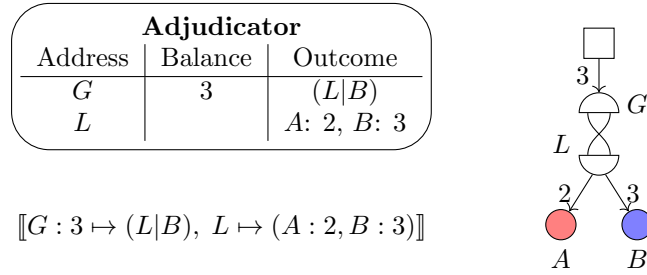 Adjudicator
Address Balance Outcome
G 3 (L|B)
L A: 2, B: 3
⟦G : 3 ↦ (L|B), L ↦ (A : 2, B : 3)⟧
3
G
L
2 3
A B